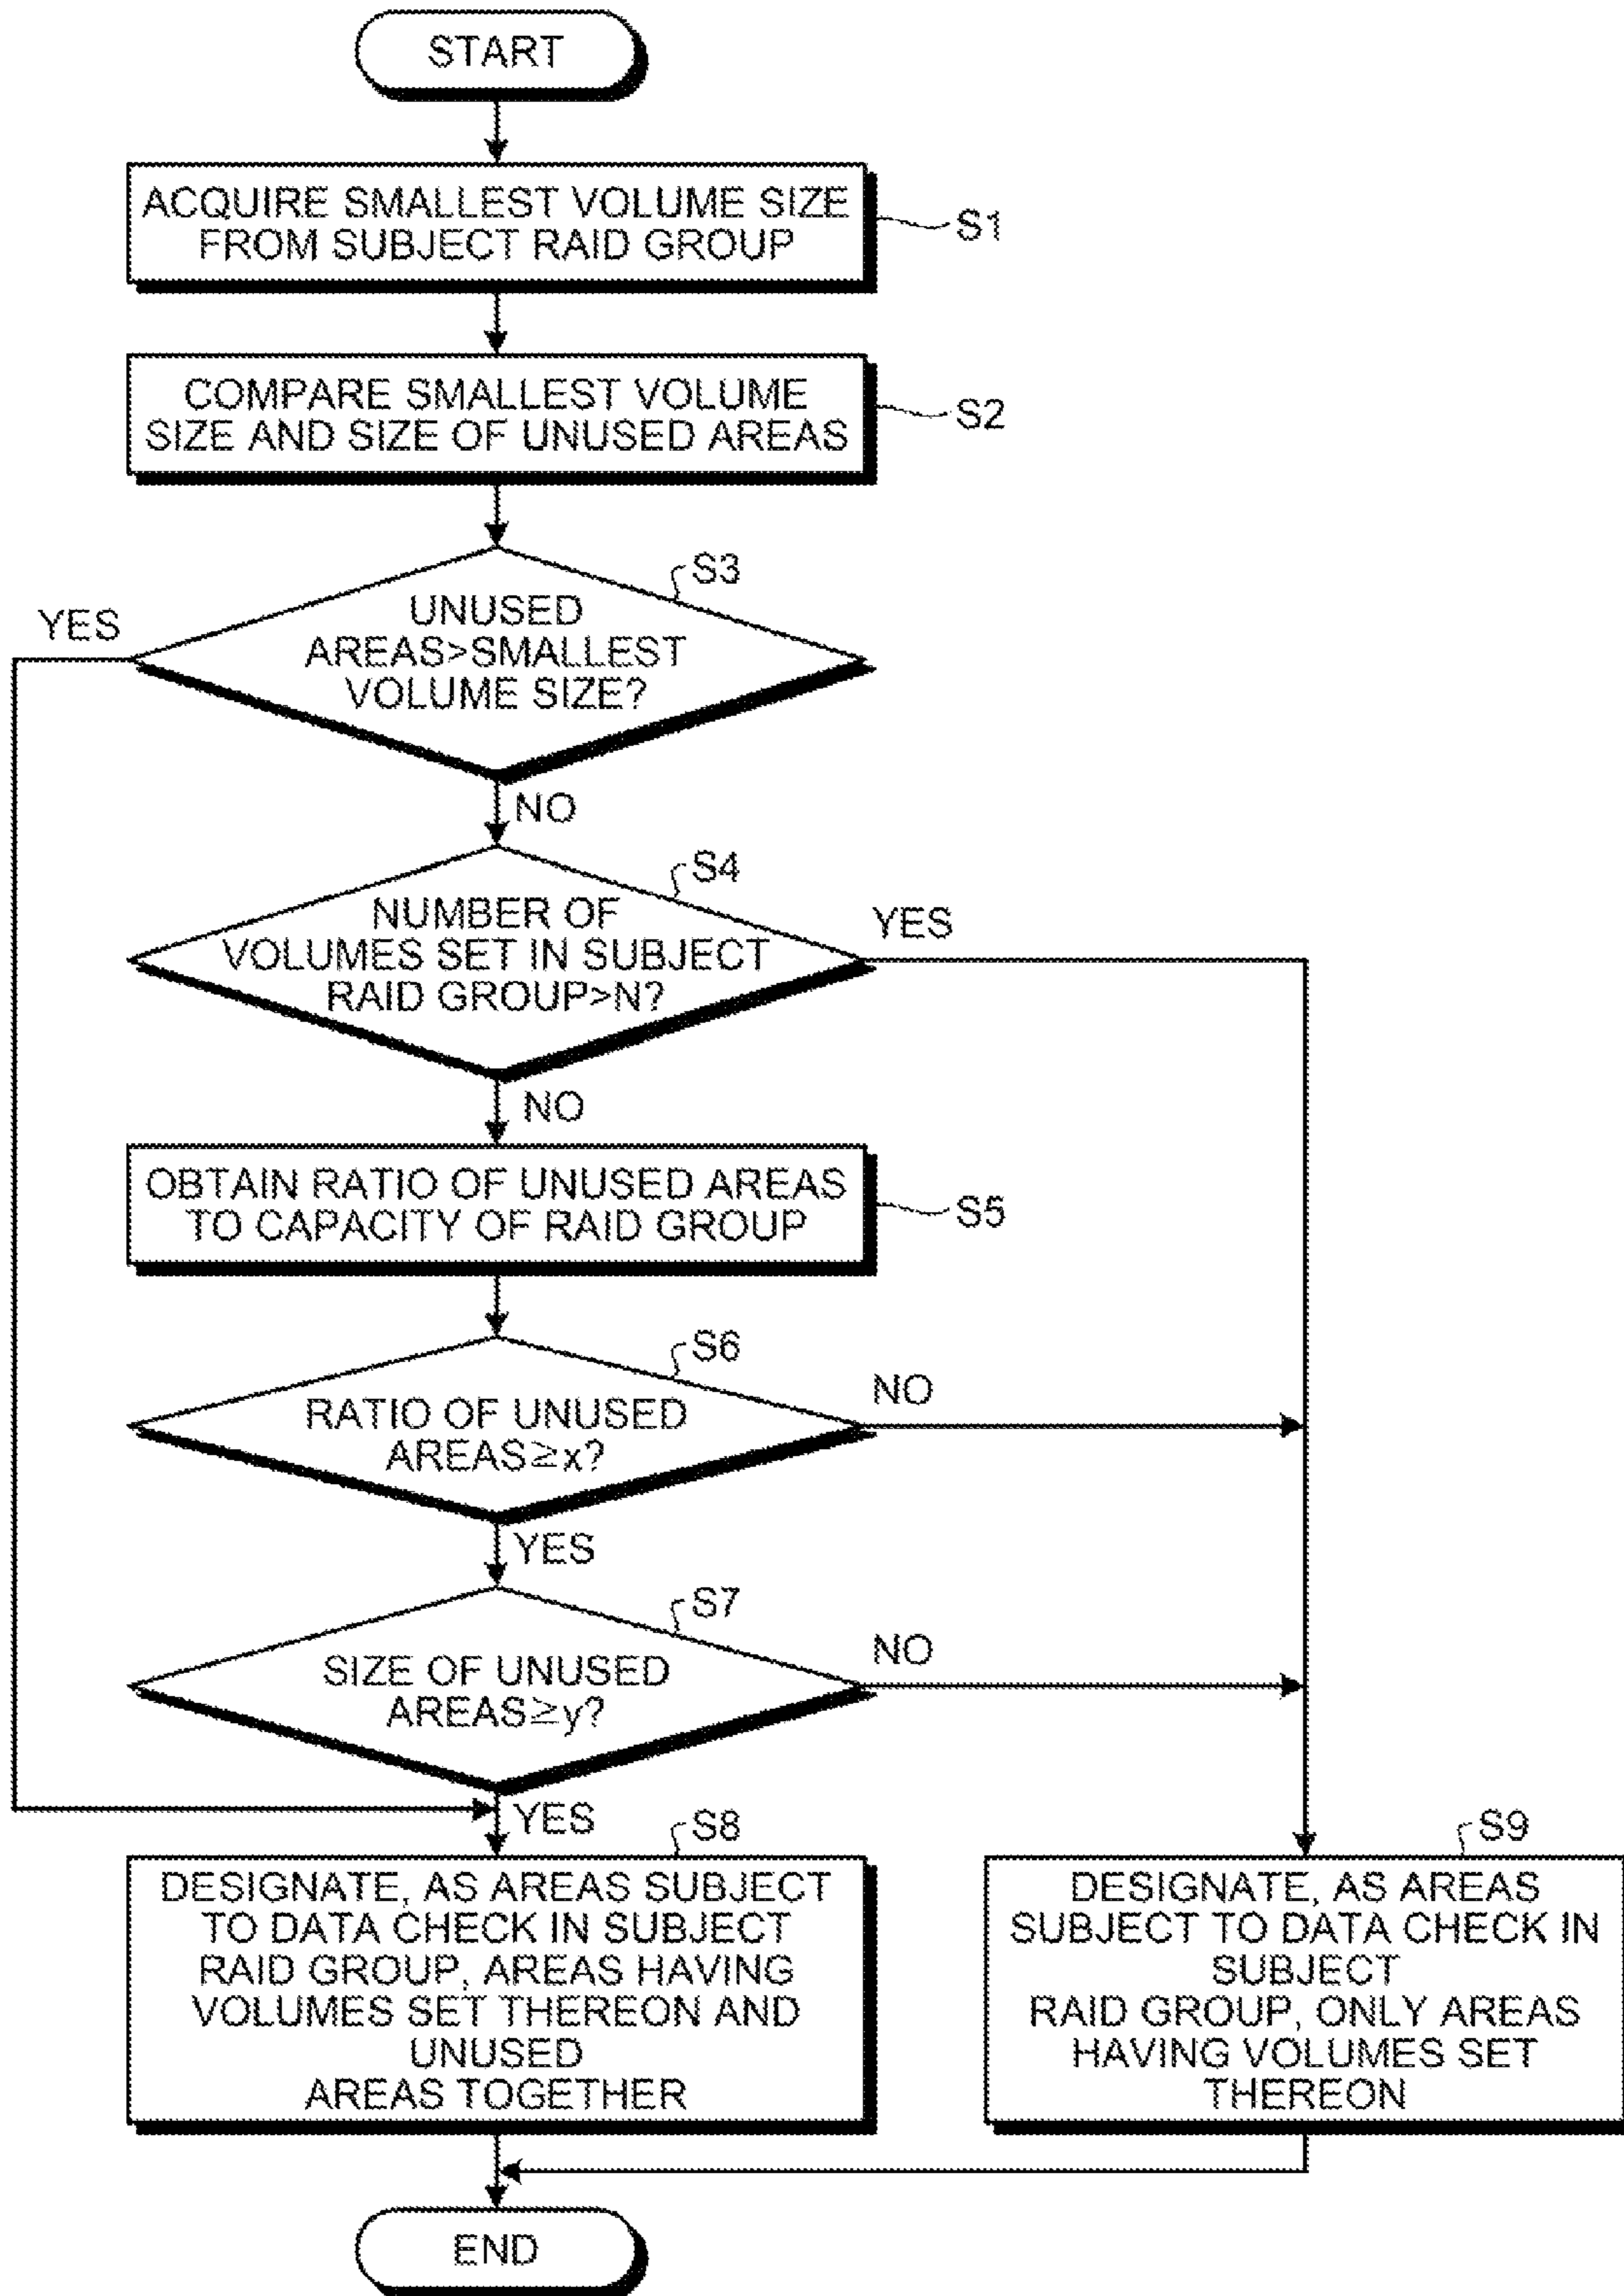 START
ACQUIRE SMALLEST VOLUME SIZE
FROM SUBJECT RAID GROUP
S1
COMPARE SMALLEST VOLUME
SIZE AND SIZE OF UNUSED AREAS
S2
S3
YES
UNUSED
AREAS>SMALLEST
VOLUME SIZE?
NO
S4
NUMBER OF
VOLUMES SET IN SUBJECT
RAID GROUP>N?
YES
NO
OBTAIN RATIO OF UNUSED AREAS
TO CAPACITY OF RAID GROUP
S5
S6
RATIO OF UNUSED
AREAS≧x?
NO
YES
S7
SIZE OF UNUSED
AREAS≧y?
NO
YES
S8
DESIGNATE, AS AREAS SUBJECT
TO DATA CHECK IN SUBJECT
RAID GROUP, AREAS HAVING
VOLUMES SET THEREON AND
UNUSED
AREAS TOGETHER
S9
DESIGNATE, AS AREAS
SUBJECT TO DATA CHECK IN
SUBJECT
RAID GROUP, ONLY AREAS
HAVING VOLUMES SET
THEREON
END